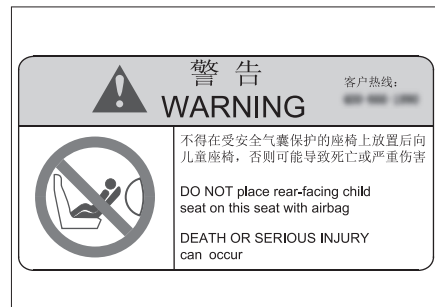 警 告
WARNING
客户热线：
不得在受安全气囊保护的座椅上放置后向
儿童座椅，否则可能导致死亡或严重伤害
DO NOT place rear-facing child
seat on this seat with airbag
DEATH OR SERIOUS INJURY
can occur